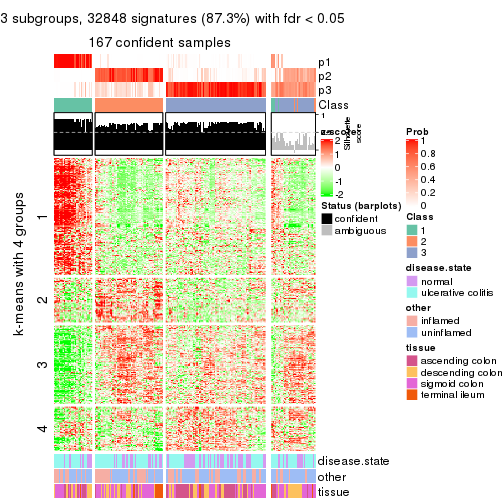 3 subgroups, 32848 signatures (87.3%) with fdr < 0.05
167 confident samples
p1
p2
p3
Class
1
Silhouette
score
z-score
2
1
0
-1
-2
Prob
1
0.8
0.6
0.4
0.2
0
Status (barplots)
confident
ambiguous
Class
1
2
3
disease.state
normal
ulcerative colitis
other
inflamed
uninflamed
tissue
ascending colon
descending colon
sigmoid colon
terminal ileum
k-means with 4 groups
1
2
3
4
disease.state
other
tissue